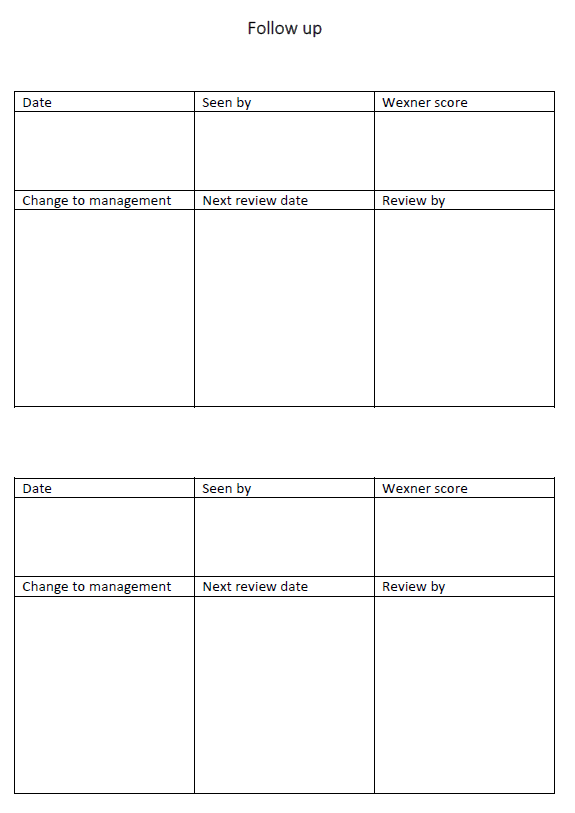 Follow up
Date Seen by Wexner score
Change to management Next review date Review by
Date Seen by Wexner score
Change to management Next review date Review by